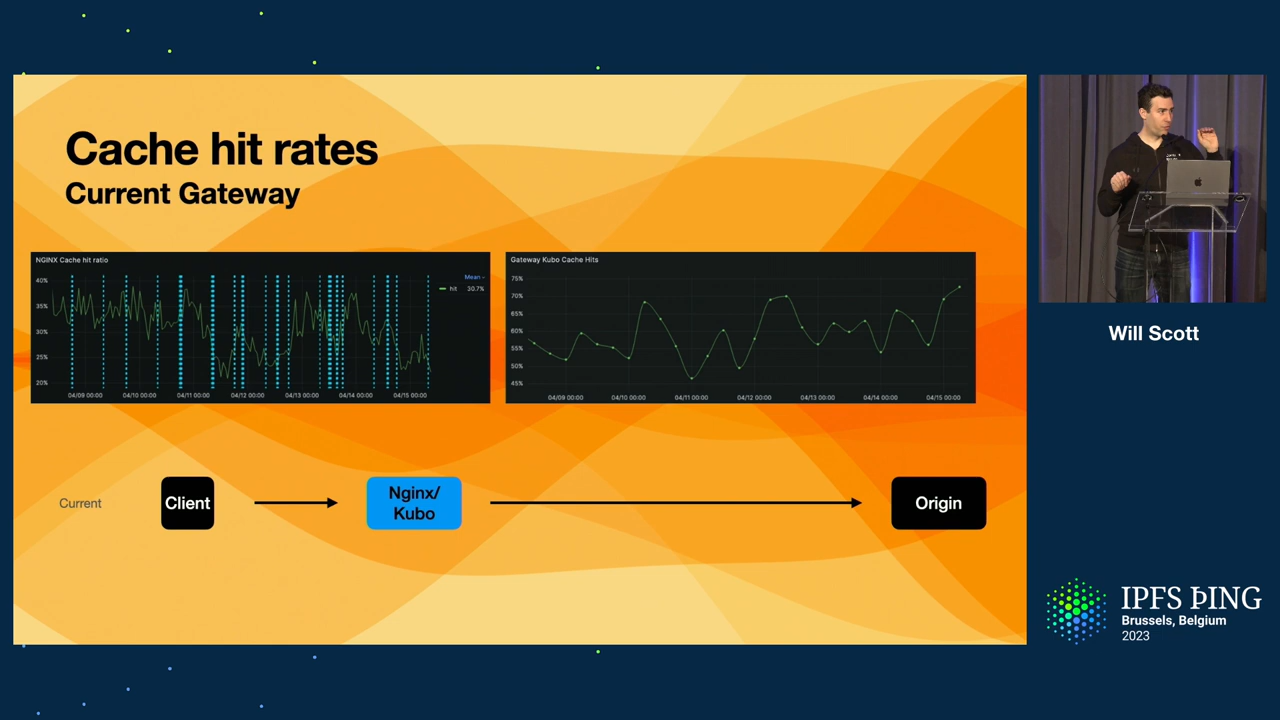 Cache hit rates
Current Gateway
NGINX Cache hit ratio
40%
35%
30%
25%
20%
04/09 00:00 04/10 00:00 04/11 00:00 04/12 00:00 04/13 00:00 04/14 00:00 04/15 00:00
Mean
hit 30.7%
Gateway Kubo Cache Hits
75%
70%
65%
60%
55%
50%
45%
04/09 00:00 04/10 00:00 04/11 00:00 04/12 00:00 04/13 00:00 04/14 00:00 04/15 00:00
Current
Client
Nginx/
Kubo
Origin
Will Scott
IPFS ÞING
Brussels, Belgium
2023